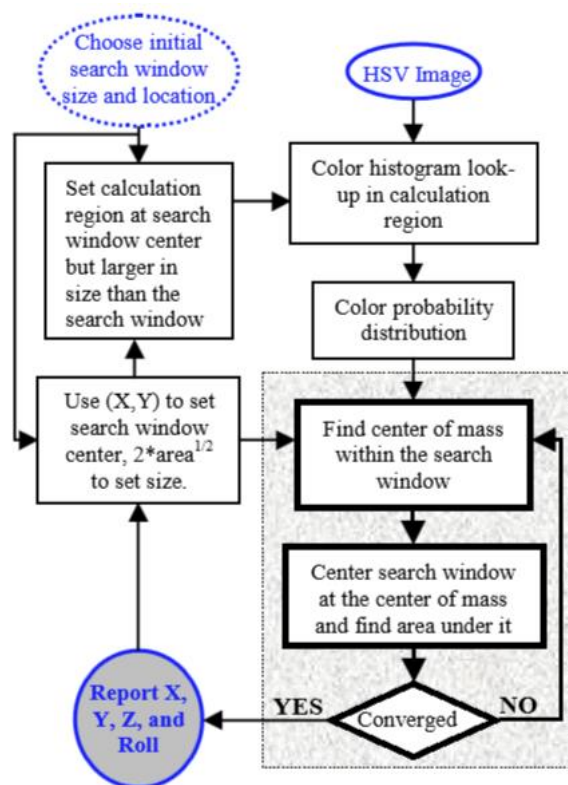 Choose initial
search window
size and location
HSV Image
Set calculation
region at search
window center
but larger in
size than the
search window
Color histogram look-
up in calculation
region
Color probability
distribution
Use (X,Y) to set
search window
center, 2*area^1/2
to set size.
Find center of mass
within the search
window
Center search window
at the center of mass
and find area under it
Converged
YES
NO
Report X,
Y, Z, and
Roll